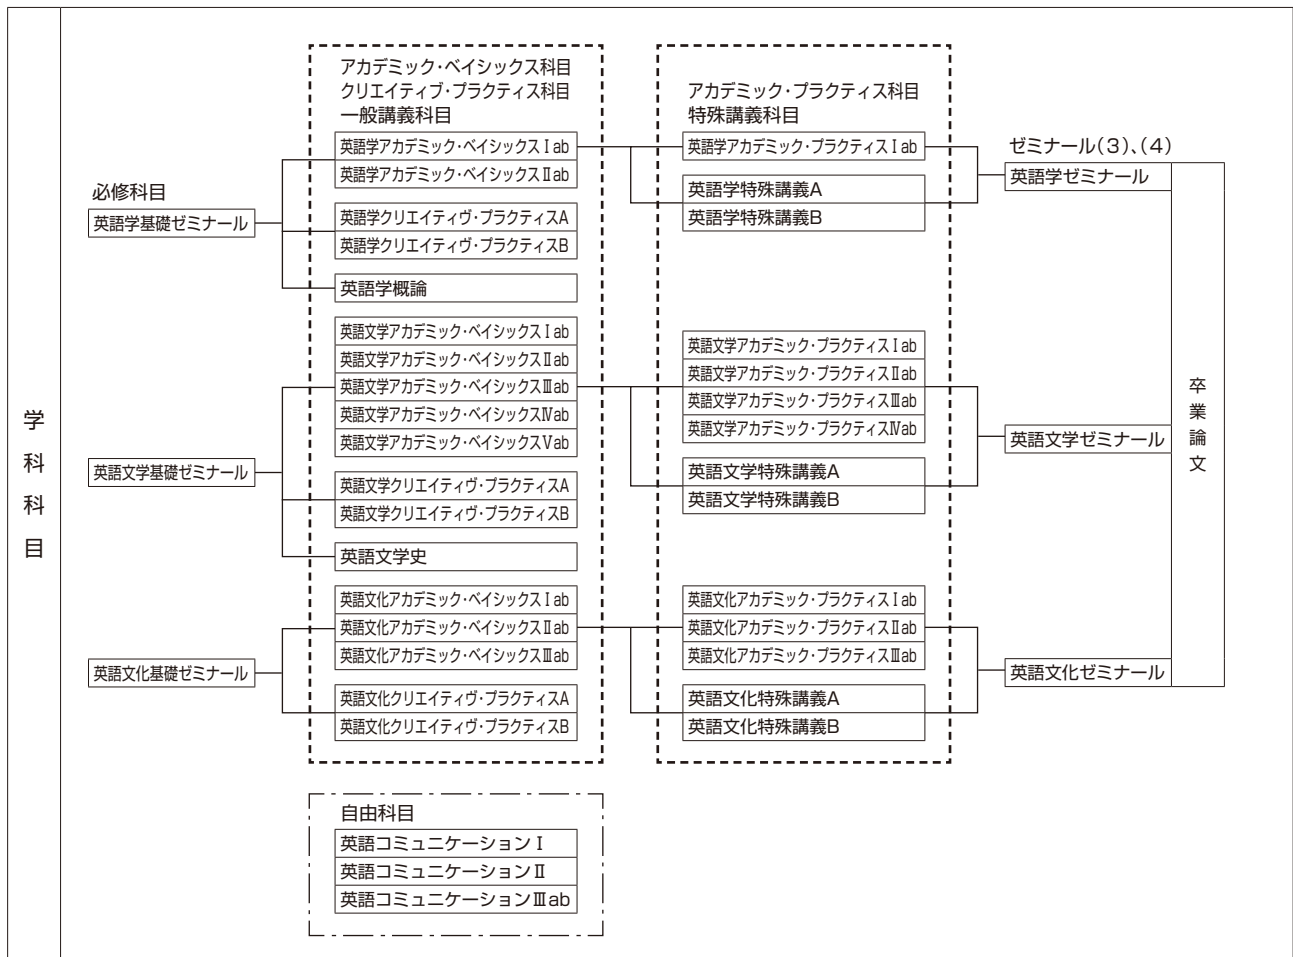 学科科目
必修科目
英語学基礎ゼミナール
英語文学基礎ゼミナール
英語文化基礎ゼミナール
アカデミック・ベイシックス科目
クリエイティブ・プラクティス科目
一般講義科目
英語学アカデミック・ベイシックスⅠab
英語学アカデミック・ベイシックスⅡab
英語学クリエイティヴ・プラクティスA
英語学クリエイティヴ・プラクティスB
英語学概論
英語文学アカデミック・ベイシックスⅠab
英語文学アカデミック・ベイシックスⅡab
英語文学アカデミック・ベイシックスⅢab
英語文学アカデミック・ベイシックスⅣab
英語文学アカデミック・ベイシックスⅤab
英語文学クリエイティヴ・プラクティスA
英語文学クリエイティヴ・プラクティスB
英語文学史
英語文化アカデミック・ベイシックスⅠab
英語文化アカデミック・ベイシックスⅡab
英語文化アカデミック・ベイシックスⅢab
英語文化クリエイティヴ・プラクティスA
英語文化クリエイティヴ・プラクティスB
アカデミック・プラクティス科目
特殊講義科目
英語学アカデミック・プラクティスⅠab
英語学特殊講義A
英語学特殊講義B
英語文学アカデミック・プラクティスⅠab
英語文学アカデミック・プラクティスⅡab
英語文学アカデミック・プラクティスⅢab
英語文学アカデミック・プラクティスⅣab
英語文学特殊講義A
英語文学特殊講義B
英語文化アカデミック・プラクティスⅠab
英語文化アカデミック・プラクティスⅡab
英語文化アカデミック・プラクティスⅢab
英語文化特殊講義A
英語文化特殊講義B
ゼミナール(3)、(4)
英語学ゼミナール
英語文学ゼミナール
英語文化ゼミナール
卒業論文
自由科目
英語コミュニケーションⅠ
英語コミュニケーションⅡ
英語コミュニケーションⅢab